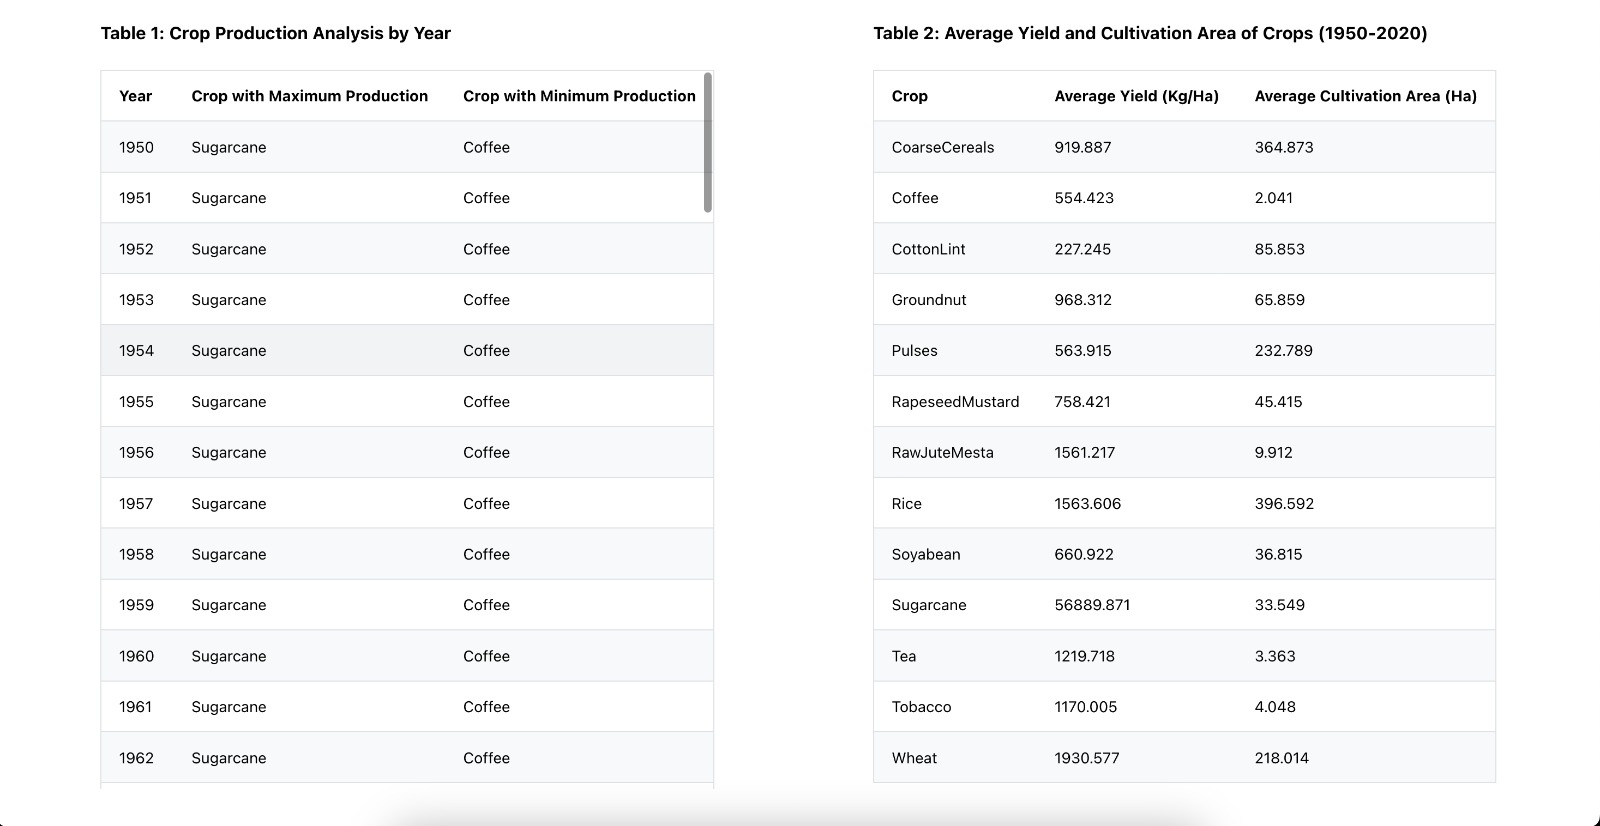 Table 1: Crop Production Analysis by Year
Year Crop with Maximum Production Crop with Minimum Production
1950 Sugarcane Coffee
1951 Sugarcane Coffee
1952 Sugarcane Coffee
1953 Sugarcane Coffee
1954 Sugarcane Coffee
1955 Sugarcane Coffee
1956 Sugarcane Coffee
1957 Sugarcane Coffee
1958 Sugarcane Coffee
1959 Sugarcane Coffee
1960 Sugarcane Coffee
1961 Sugarcane Coffee
1962 Sugarcane Coffee
Table 2: Average Yield and Cultivation Area of Crops (1950-2020)
Crop Average Yield (Kg/Ha) Average Cultivation Area (Ha)
CoarseCereals 919.887 364.873
Coffee 554.423 2.041
CottonLint 227.245 85.853
Groundnut 968.312 65.859
Pulses 563.915 232.789
RapeseedMustard 758.421 45.415
RawJuteMesta 1561.217 9.912
Rice 1563.606 396.592
Soyabean 660.922 36.815
Sugarcane 56889.871 33.549
Tea 1219.718 3.363
Tobacco 1170.005 4.048
Wheat 1930.577 218.014